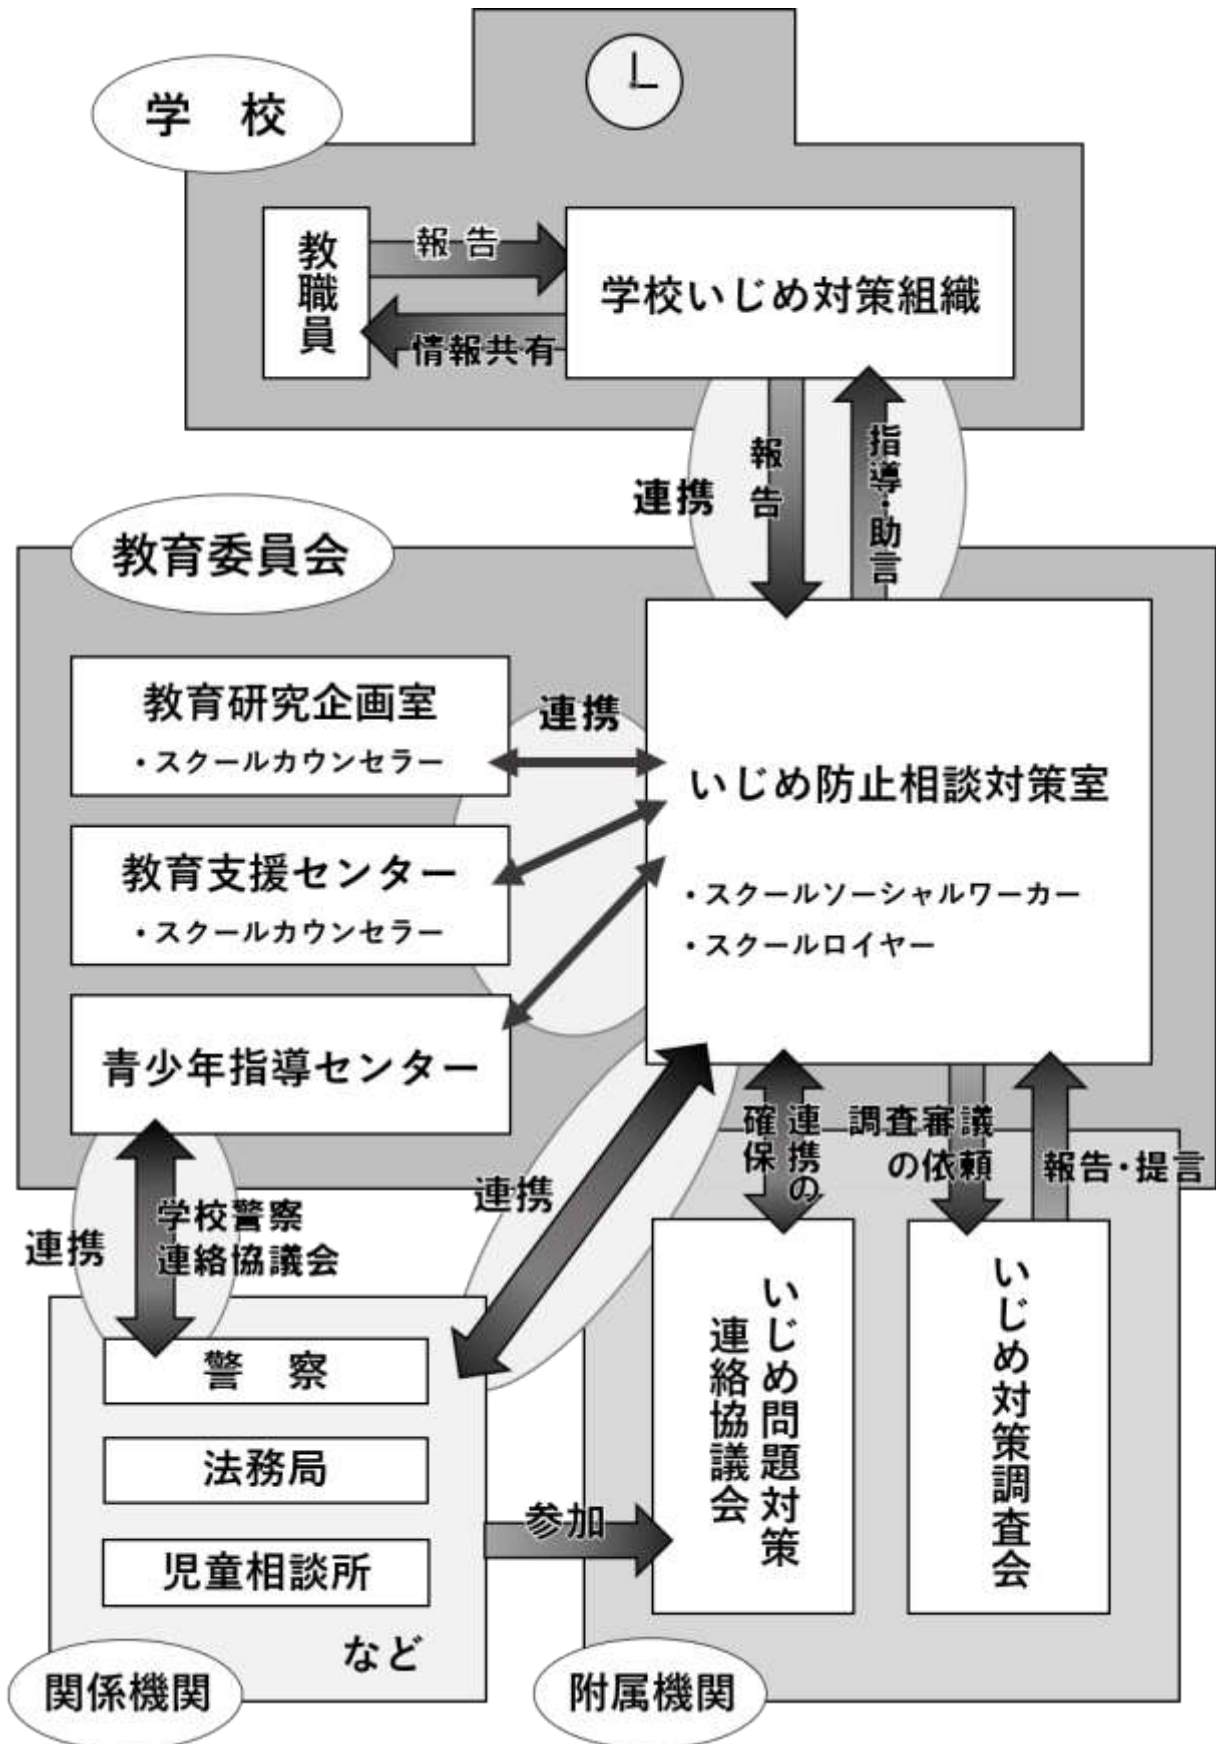 学　校
教職員
報告
情報共有
学校いじめ対策組織
連携
報告
指導・助言
教育委員会
教育研究企画室
・スクールカウンセラー
教育支援センター
・スクールカウンセラー
青少年指導センター
連携
いじめ防止相談対策室
・スクールソーシャルワーカー
・スクールロイヤー
連携
学校警察
連絡協議会
連携
連携の
確保
調査審議
の依頼
報告・提言
警　察
法務局
児童相談所
など
関係機関
参加
いじめ問題対策
連絡協議会
いじめ対策調査会
附属機関